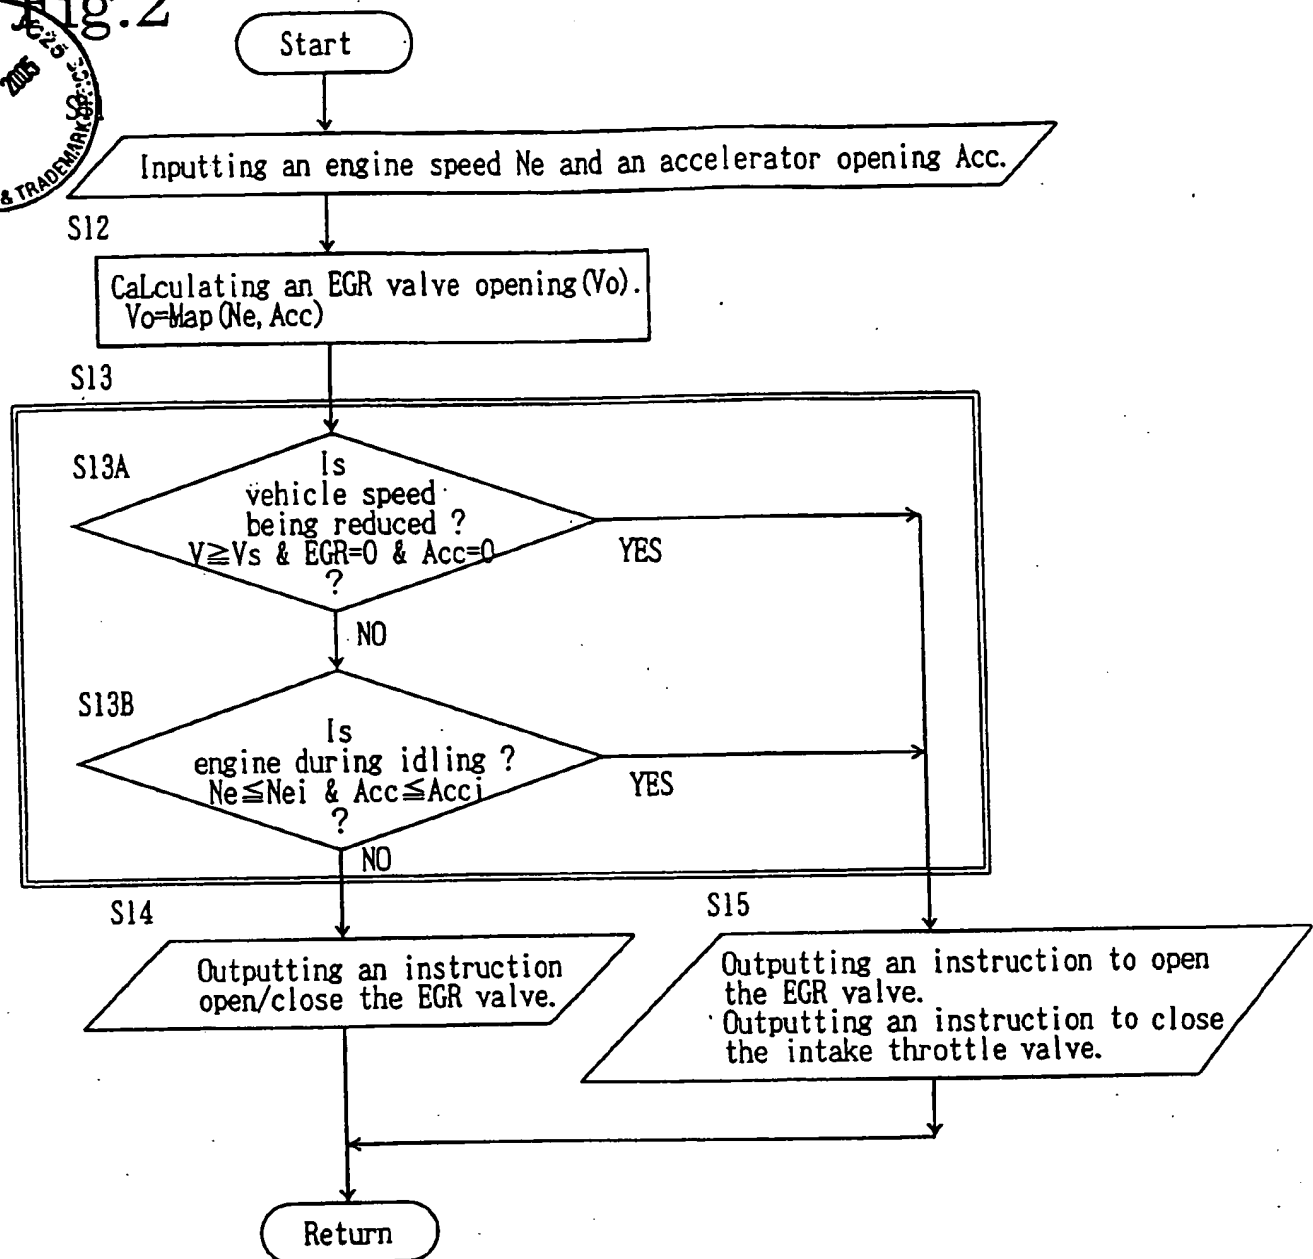 Fig.2
2005
& TRADEMARK
Start
Inputting an engine speed Ne and an accelerator opening Acc.
S12
CaLculating an EGR valve opening(Vo).
Vo=Map(Ne,Acc)
S13
S13A
Is
vehicle speed
being reduced ?
V≧Vs & EGR=0 & Acc=0
?
YES
NO
S13B
Is
engine during idling ?
Ne≦Nei & Acc≦Acci
?
YES
NO
S14
Outputting an instruction
open/close the EGR valve.
S15
Outputting an instruction to open
the EGR valve.
Outputting an instruction to close
the intake throttle valve.
Return